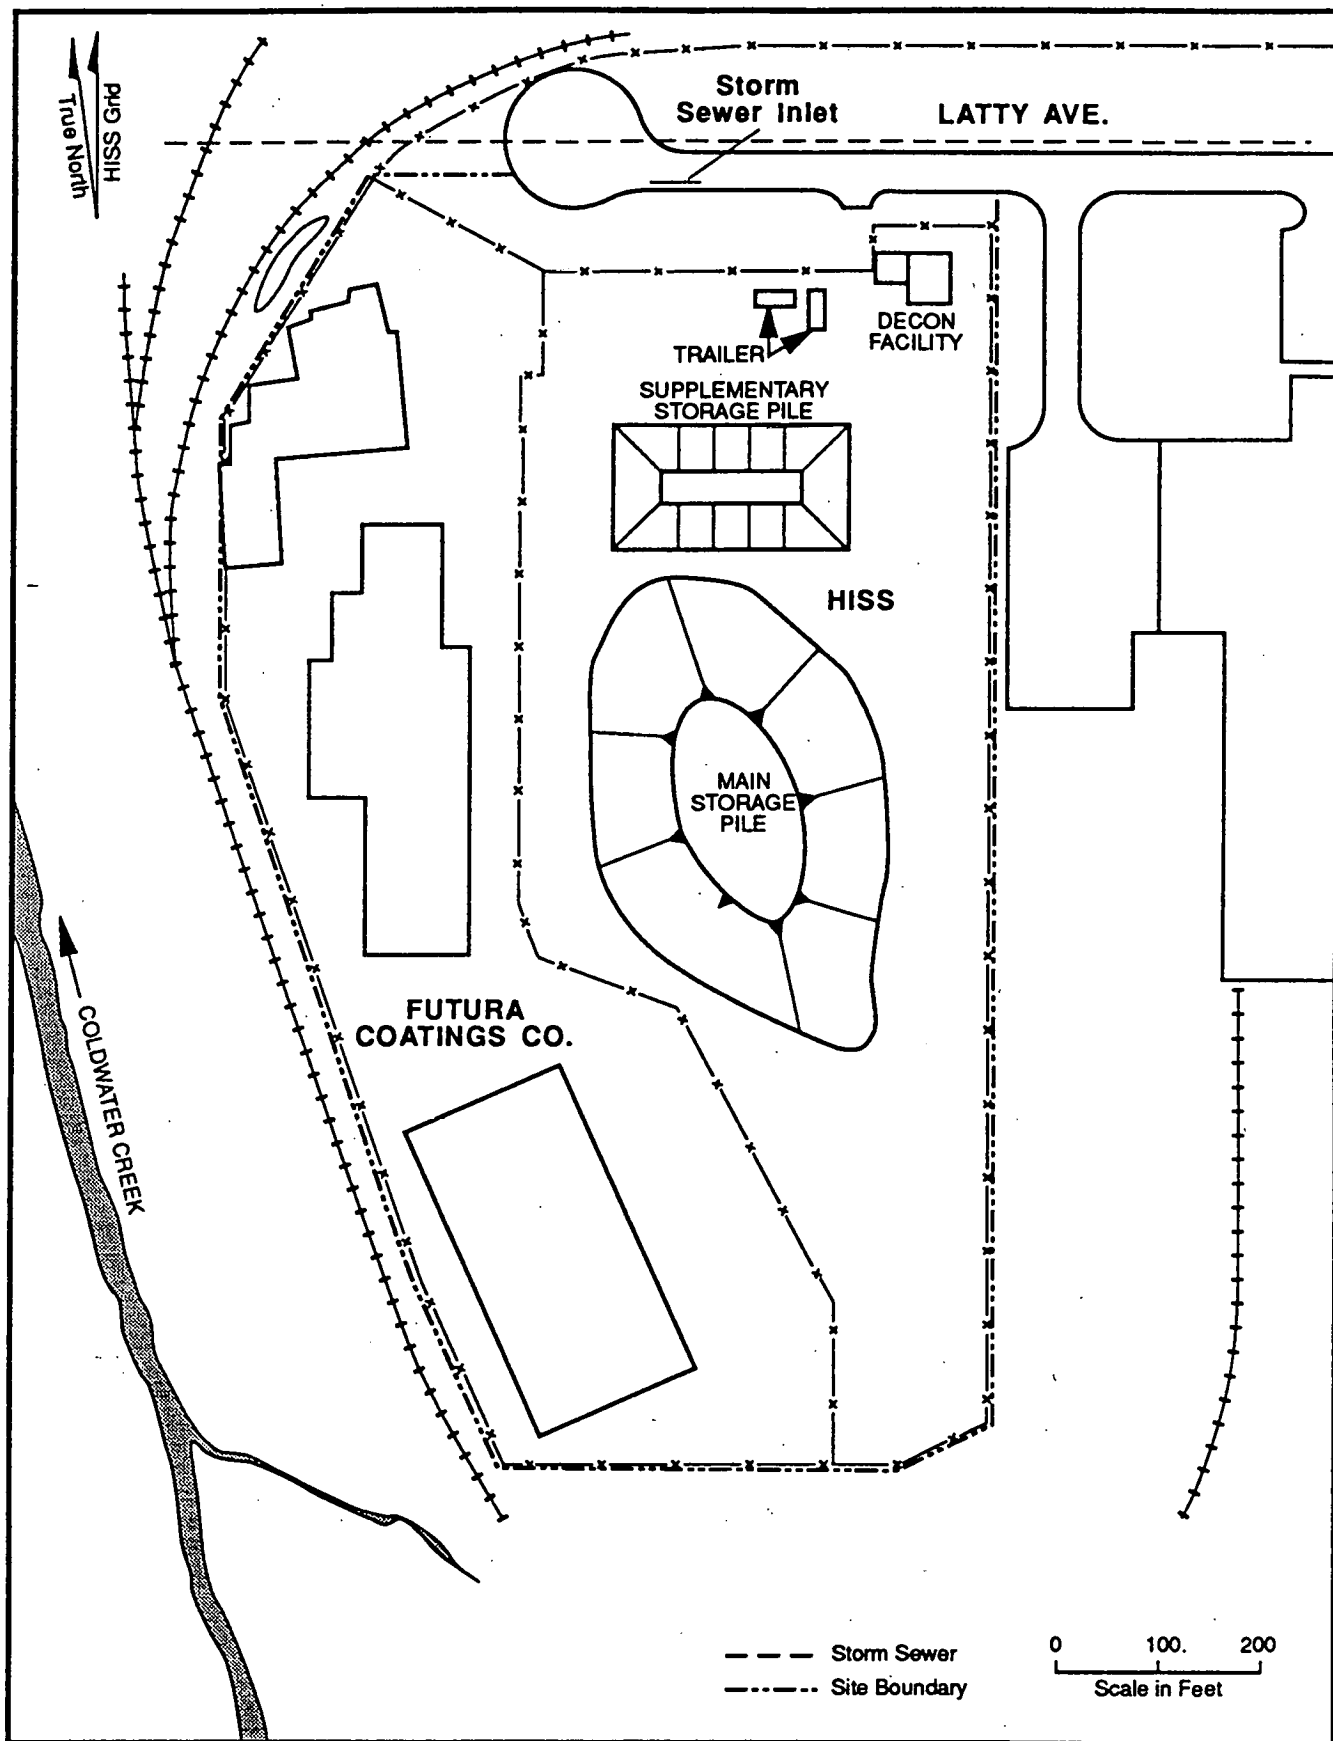 HISS Grid
True North
Storm
Sewer Inlet
LATTY AVE.
DECON
FACILITY
TRAILER
SUPPLEMENTARY
STORAGE PILE
HISS
MAIN
STORAGE
PILE
FUTURA
COATINGS CO.
COLDWATER CREEK
Storm Sewer
Site Boundary
0 100. 200
Scale in Feet